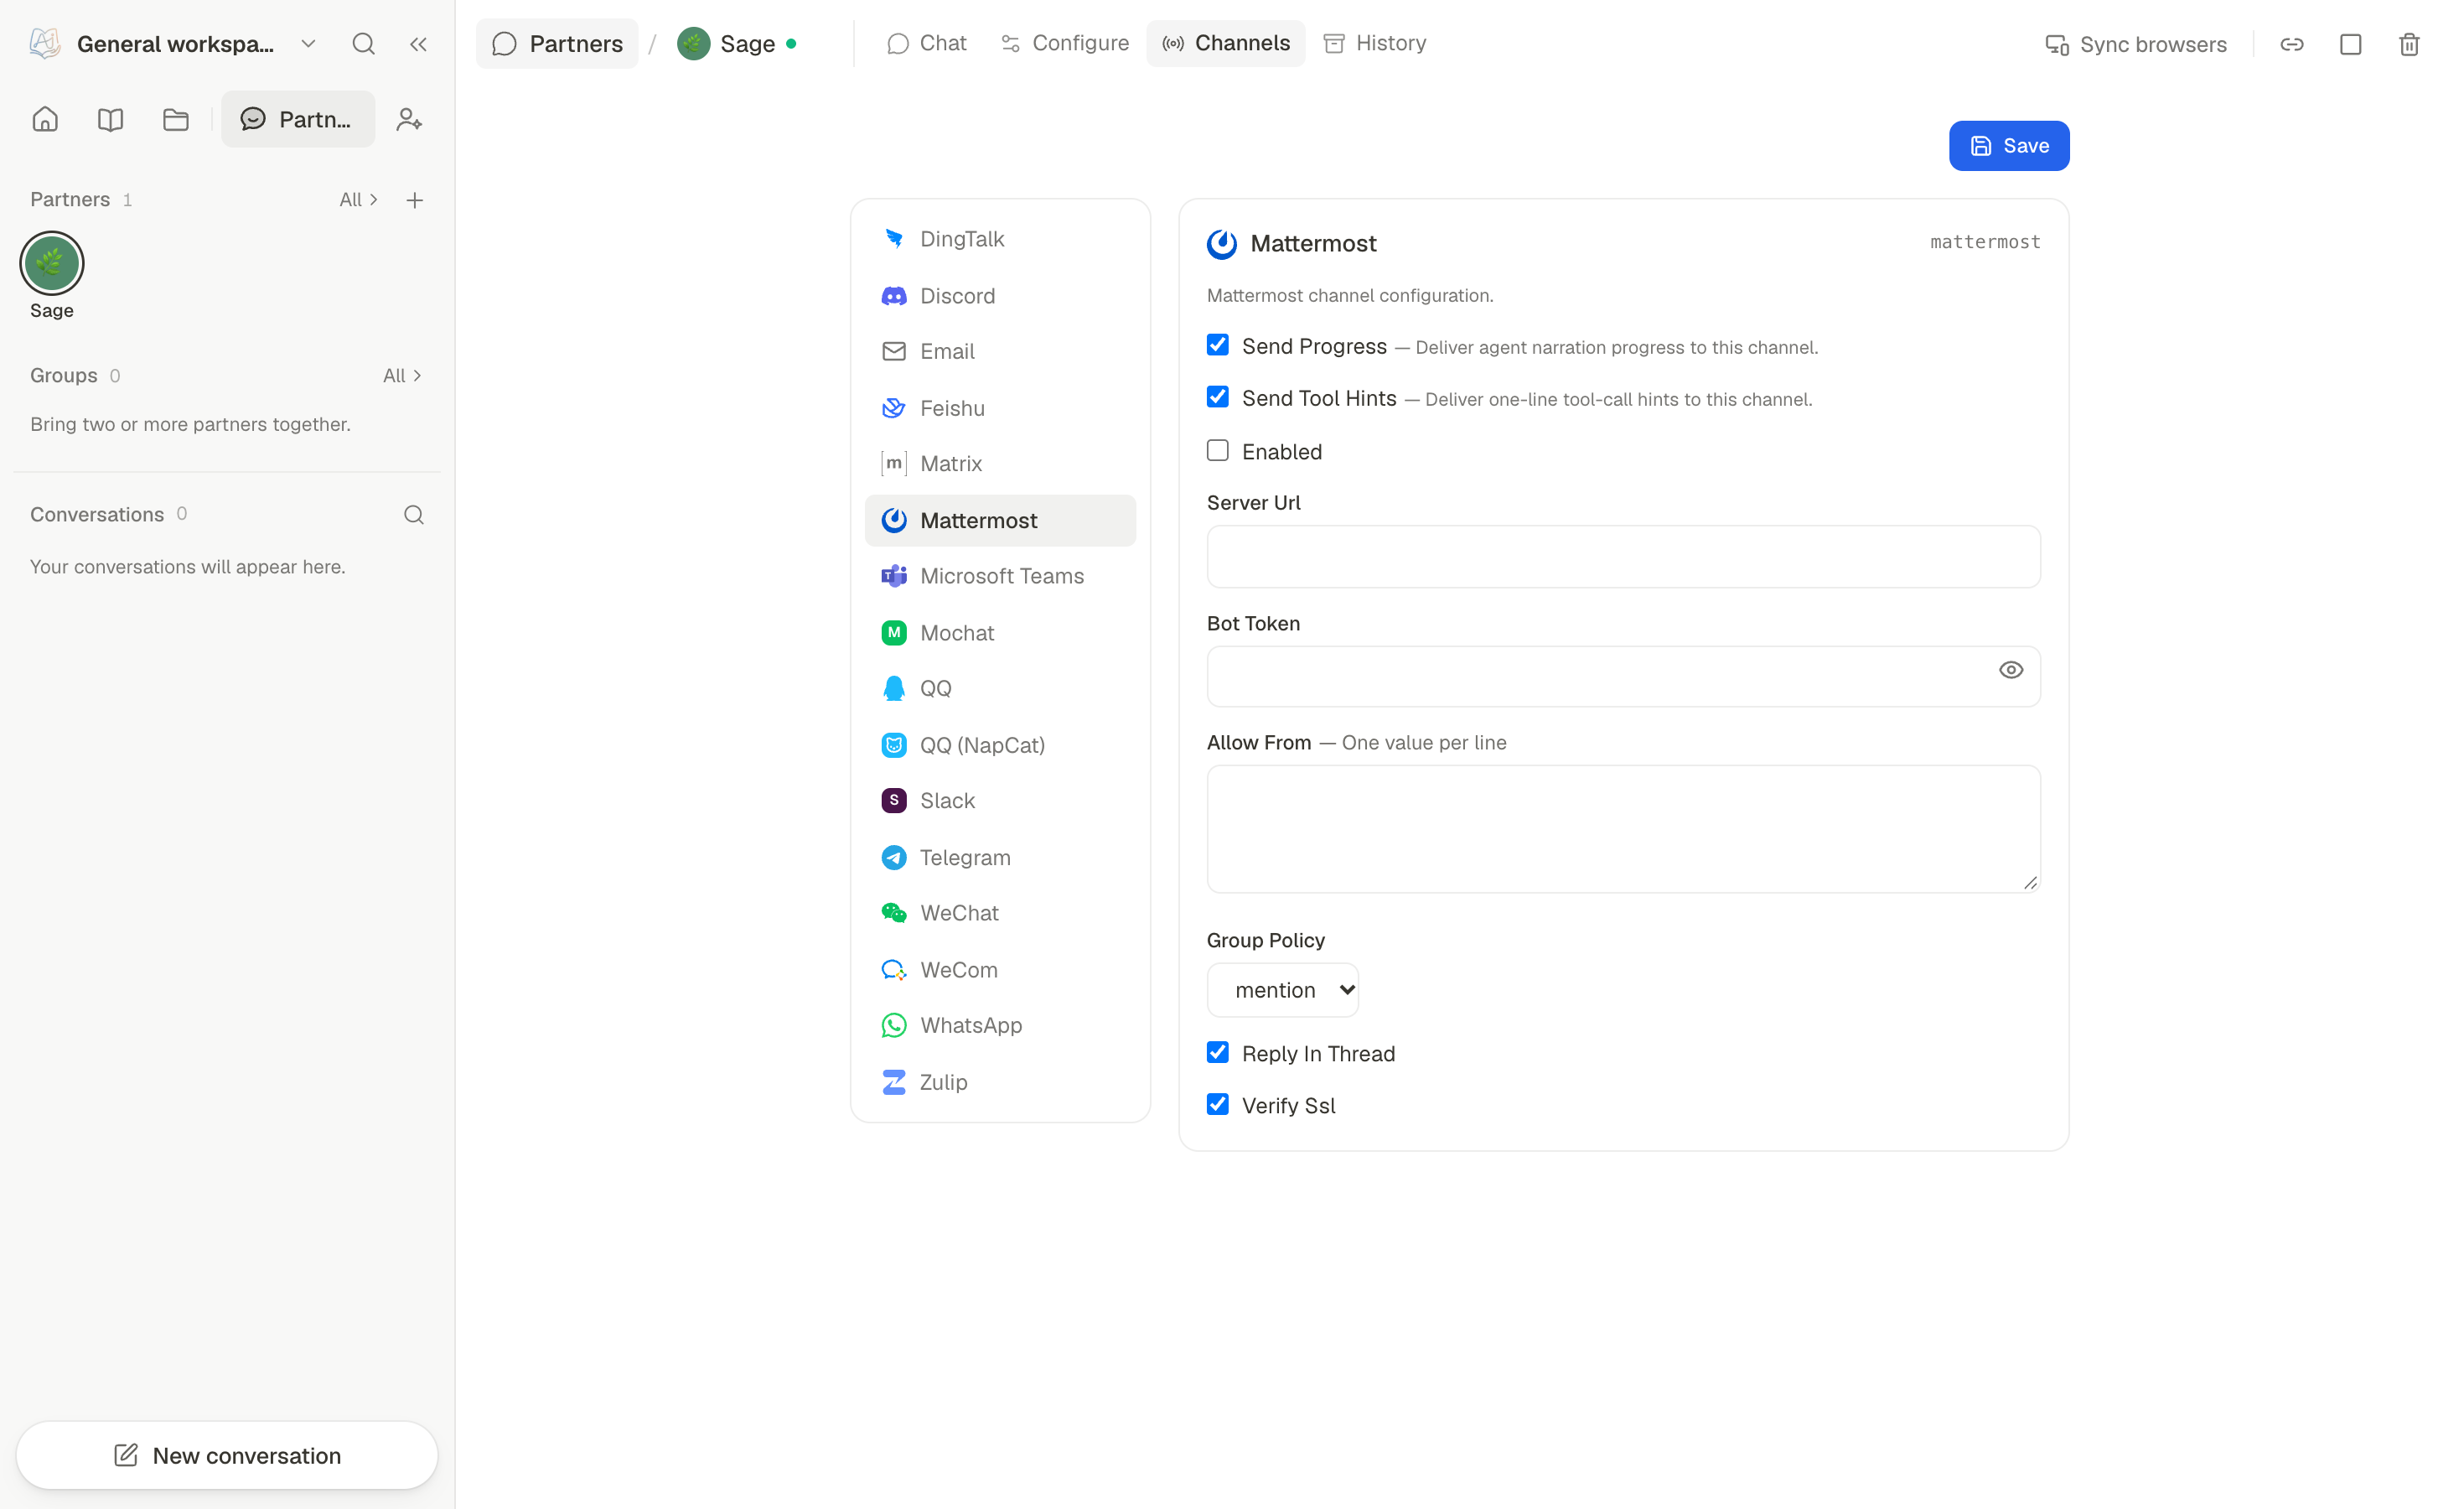 General workspa...
Partn...
Partners 1
All
Sage
Groups 0
All
Bring two or more partners together.
Conversations 0
Your conversations will appear here.
New conversation
Partners / Sage
Chat
Configure
Channels
History
Sync browsers
Save
DingTalk
Discord
Email
Feishu
[m] Matrix
Mattermost
Microsoft Teams
M Mochat
QQ
QQ (NapCat)
S Slack
Telegram
WeChat
WeCom
WhatsApp
Zulip
Mattermost
mattermost
Mattermost channel configuration.
Send Progress — Deliver agent narration progress to this channel.
Send Tool Hints — Deliver one-line tool-call hints to this channel.
Enabled
Server Url
Bot Token
Allow From — One value per line
Group Policy
mention
Reply In Thread
Verify Ssl